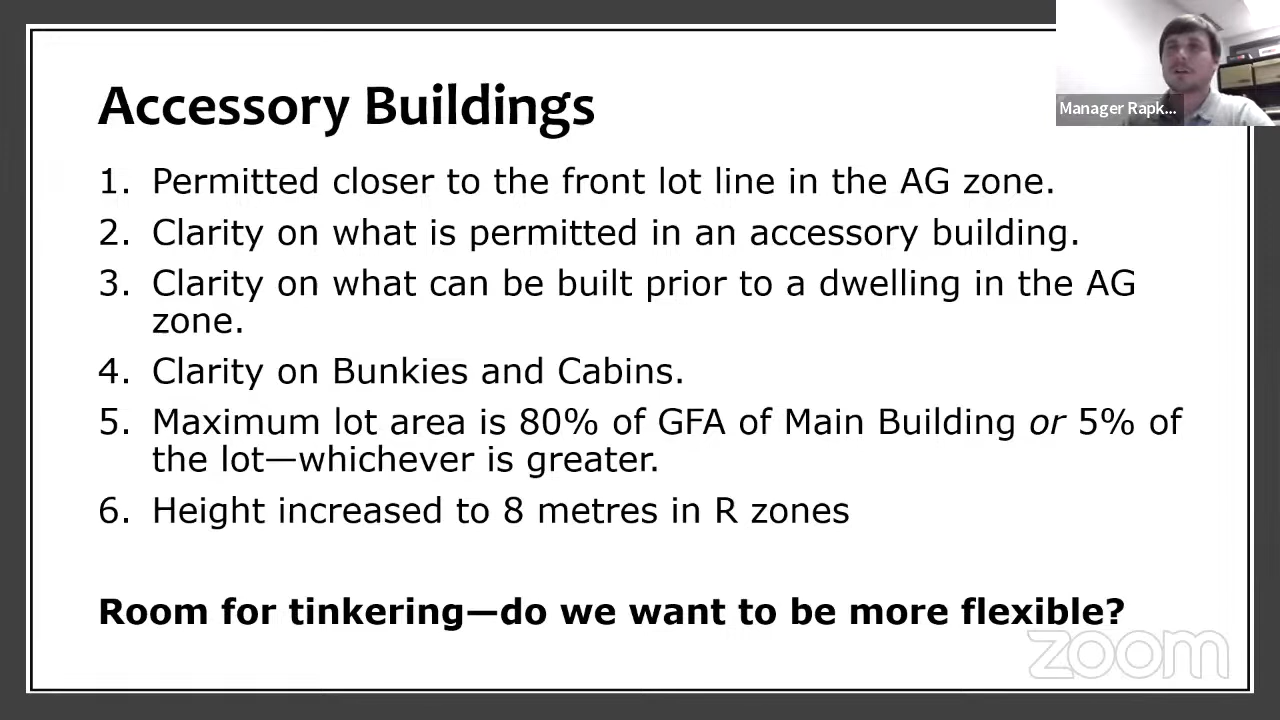 Accessory Buildings
Manager Rapk...
1. Permitted closer to the front lot line in the AG zone.
2. Clarity on what is permitted in an accessory building.
3. Clarity on what can be built prior to a dwelling in the AG
zone.
4. Clarity on Bunkies and Cabins.
5. Maximum lot area is 80% of GFA of Main Building or 5% of
the lot—whichever is greater.
6. Height increased to 8 metres in R zones
Room for tinkering—do we want to be more flexible?
zoom